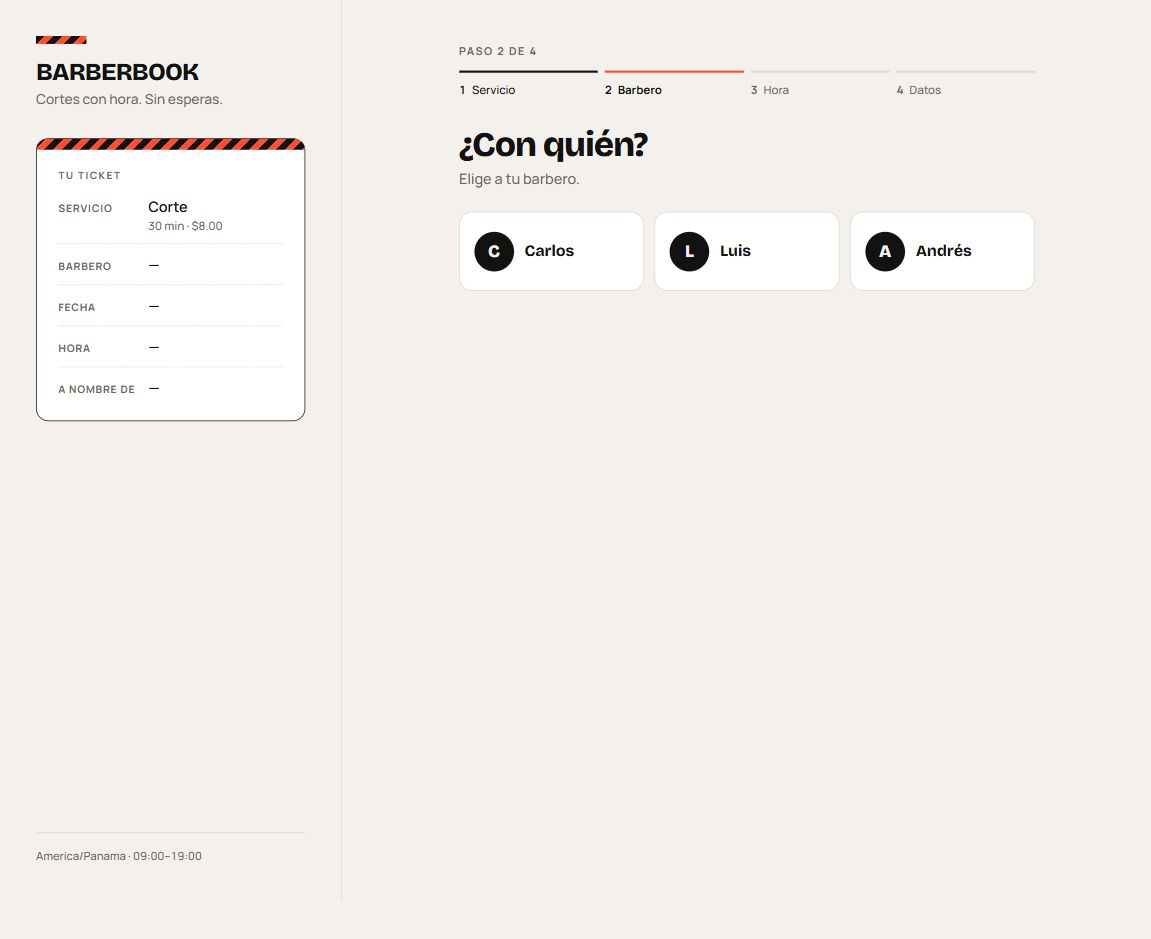 BARBERBOOK
Cortes con hora. Sin esperas.
TU TICKET
SERVICIO Corte
30 min · $8.00
BARBERO —
FECHA —
HORA —
A NOMBRE DE —
America/Panama · 09:00–19:00
PASO 2 DE 4
1 Servicio 2 Barbero 3 Hora 4 Datos
¿Con quién?
Elige a tu barbero.
C Carlos L Luis A Andrés